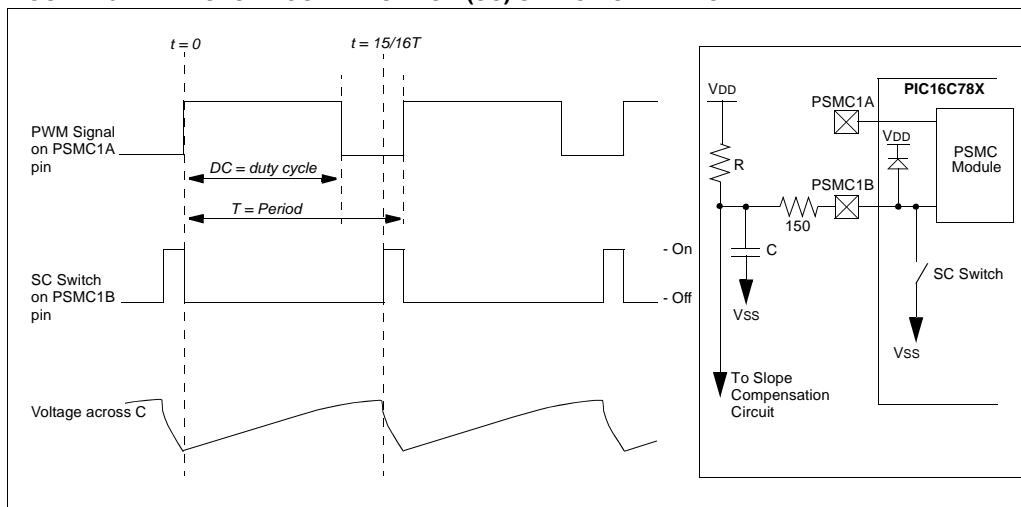 t = 0
t = 15/16T
PWM Signal
on PSMC1A
pin
DC = duty cycle
T = Period
SC Switch
on PSMC1B
pin
- On
- Off
Voltage across C
VDD
R
C
VSS
150
To Slope
Compensation
Circuit
PSMC1A
PSMC1B
PIC16C78X
VDD
PSMC
Module
SC Switch
VSS